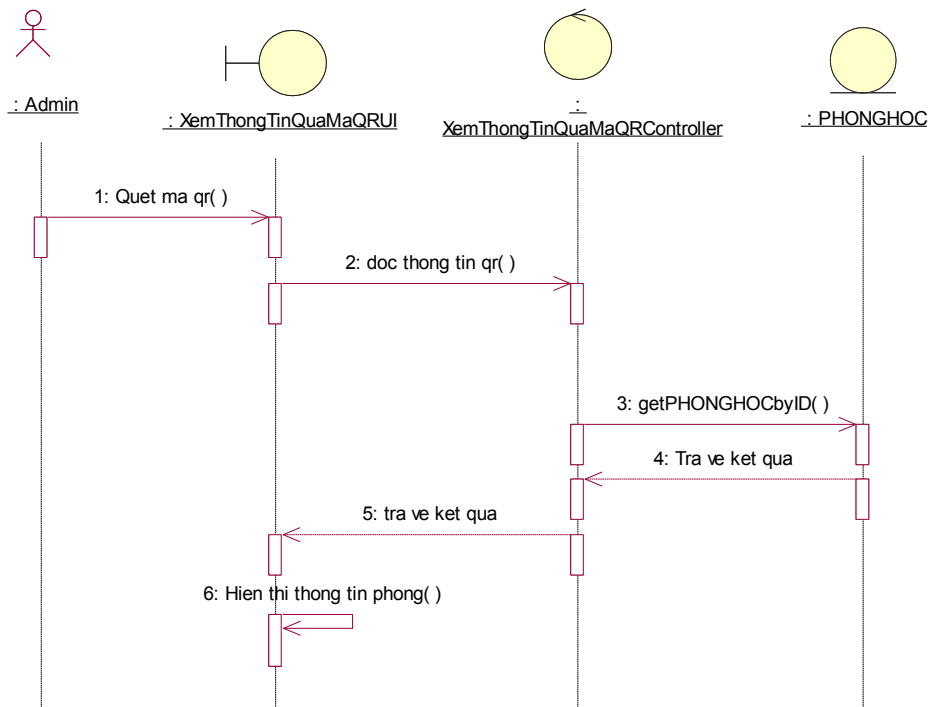 : Admin
: XemThongTinQuaMaQRUI
:
XemThongTinQuaMaQRController
: PHONGHOC
1: Quet ma qr( )
2: doc thong tin qr( )
3: getPHONGHOCbyID( )
4: Tra ve ket qua
5: tra ve ket qua
6: Hien thi thong tin phong( )